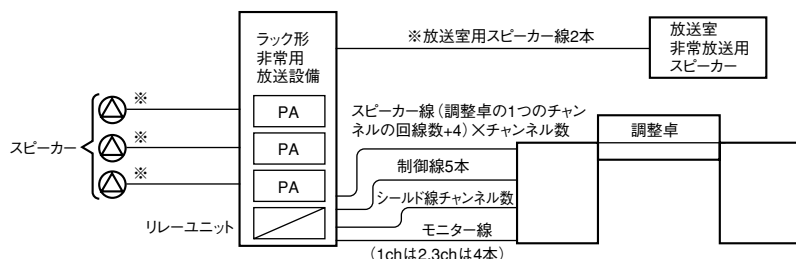 ラック形
非常用
放送設備
PA
PA
PA
※放送室用スピーカー線2本
放送室
非常放送用
スピーカー
※
※
※
スピーカー
リレーユニット
スピーカー線(調整卓の1つのチャン
ネルの回線数+4)×チャンネル数
制御線5本
シールド線チャンネル数
モニター線
(1chは2,3chは4本)
調整卓